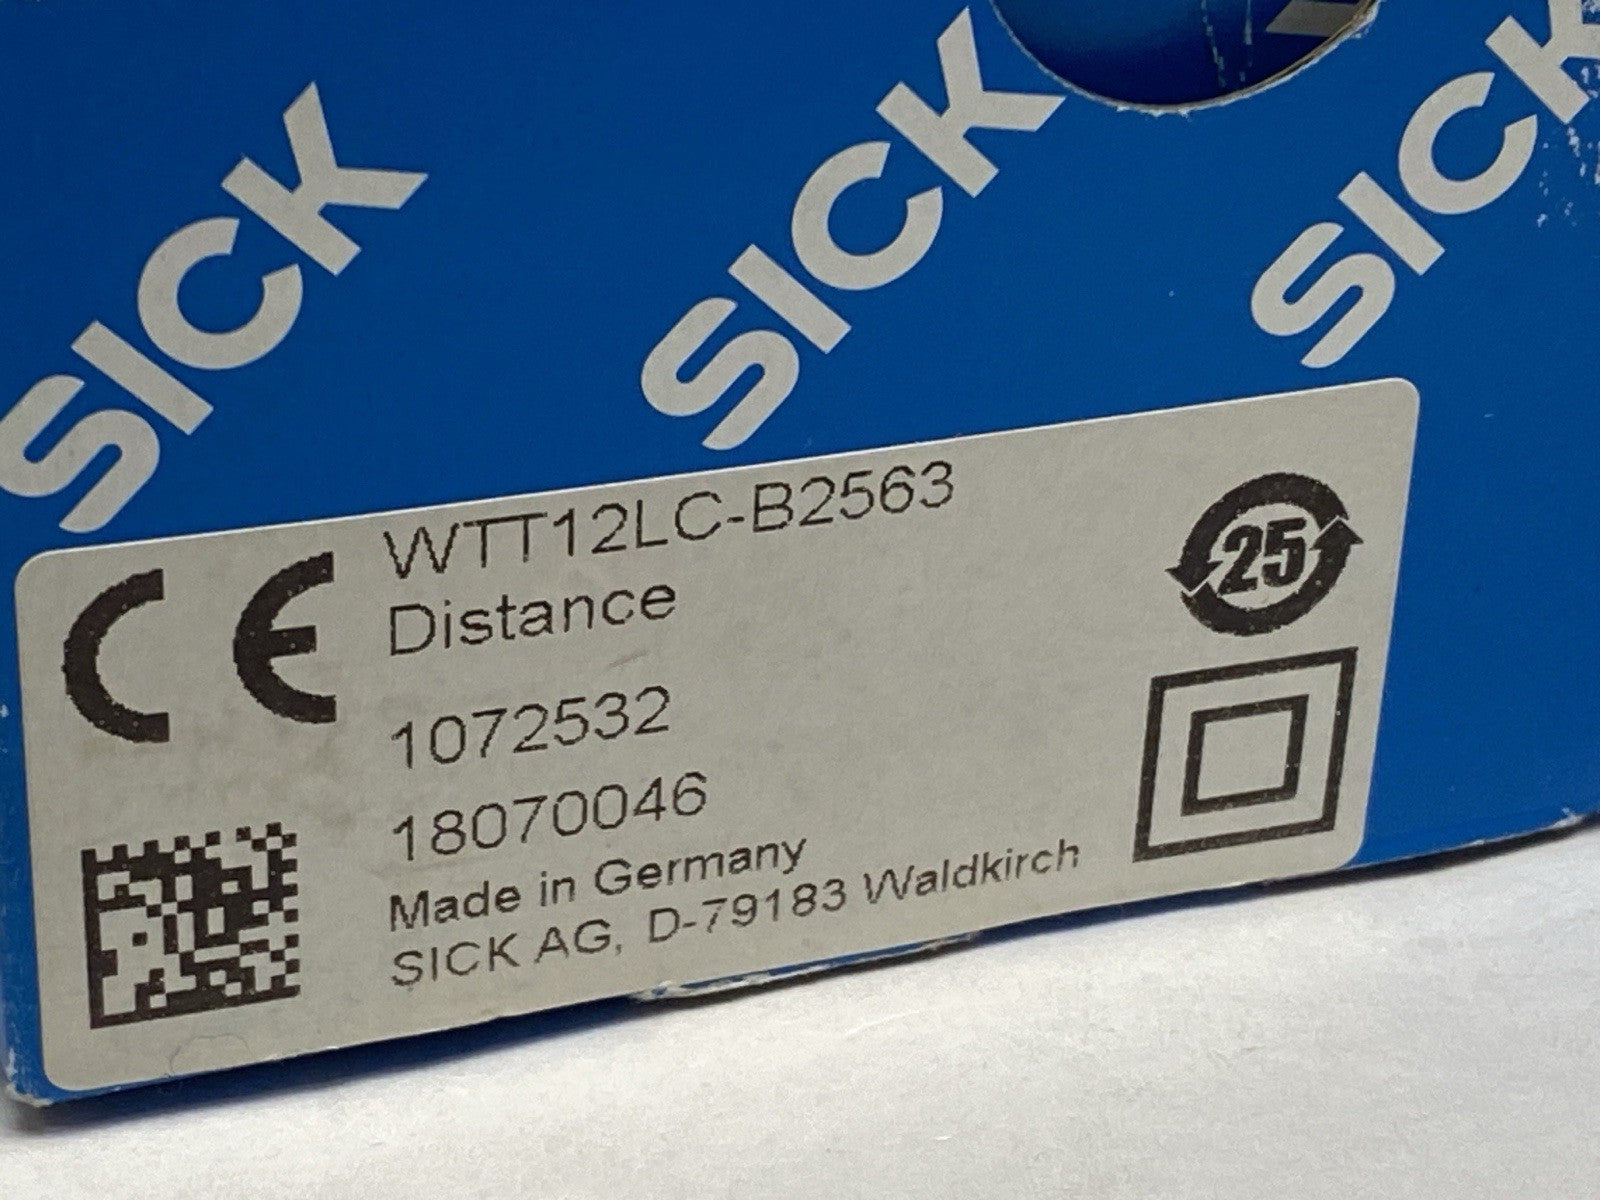 SICK
SICK
SICK
WTT12LC-B2563
Distance
1072532
18070046
Made in Germany
SICK AG, D-79183 Waldkirch
CE
25